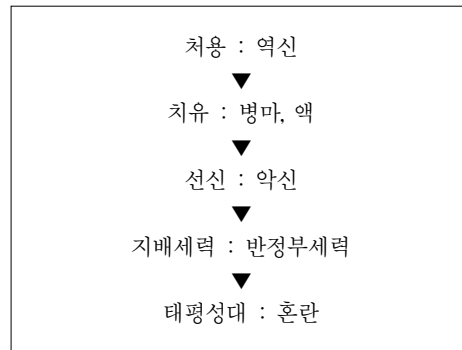 처용 : 역신
▼
치유 : 병마, 액
▼
선신 : 악신
▼
지배세력 : 반정부세력
▼
태평성대 : 혼란